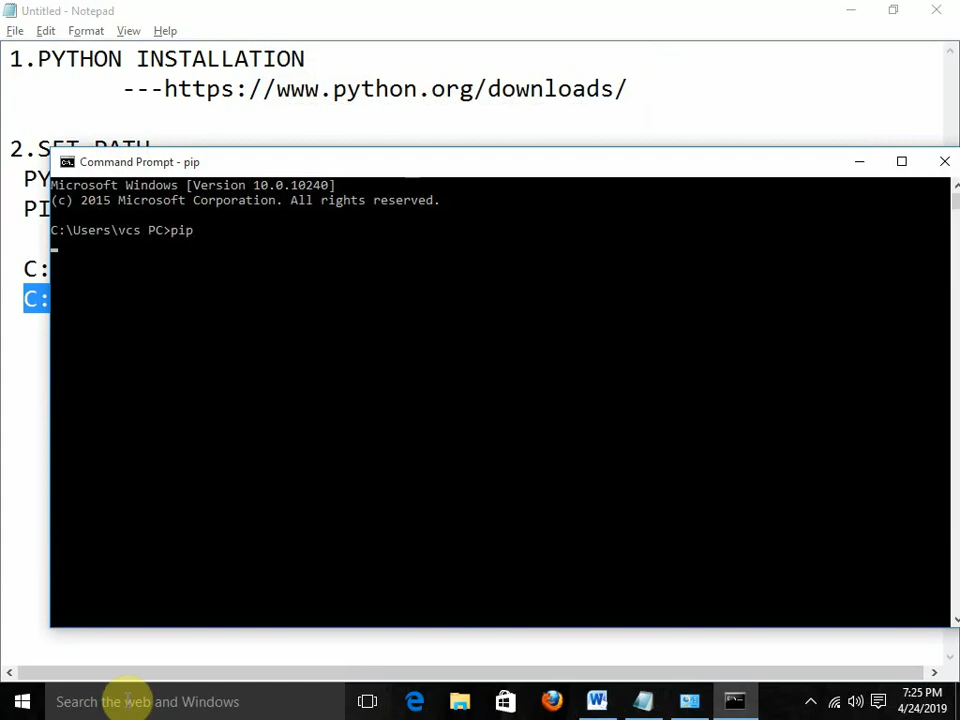 Untitled - Notepad
File Edit Format View Help
1.PYTHON INSTALLATION
---https://www.python.org/downloads/
2.SET PATH
PY
PI
C:
C:
Command Prompt - pip
Microsoft Windows [Version 10.0.10240]
(c) 2015 Microsoft Corporation. All rights reserved.
C:\Users\vcs PC>pip
Search the web and Windows
7:25 PM
4/24/2019